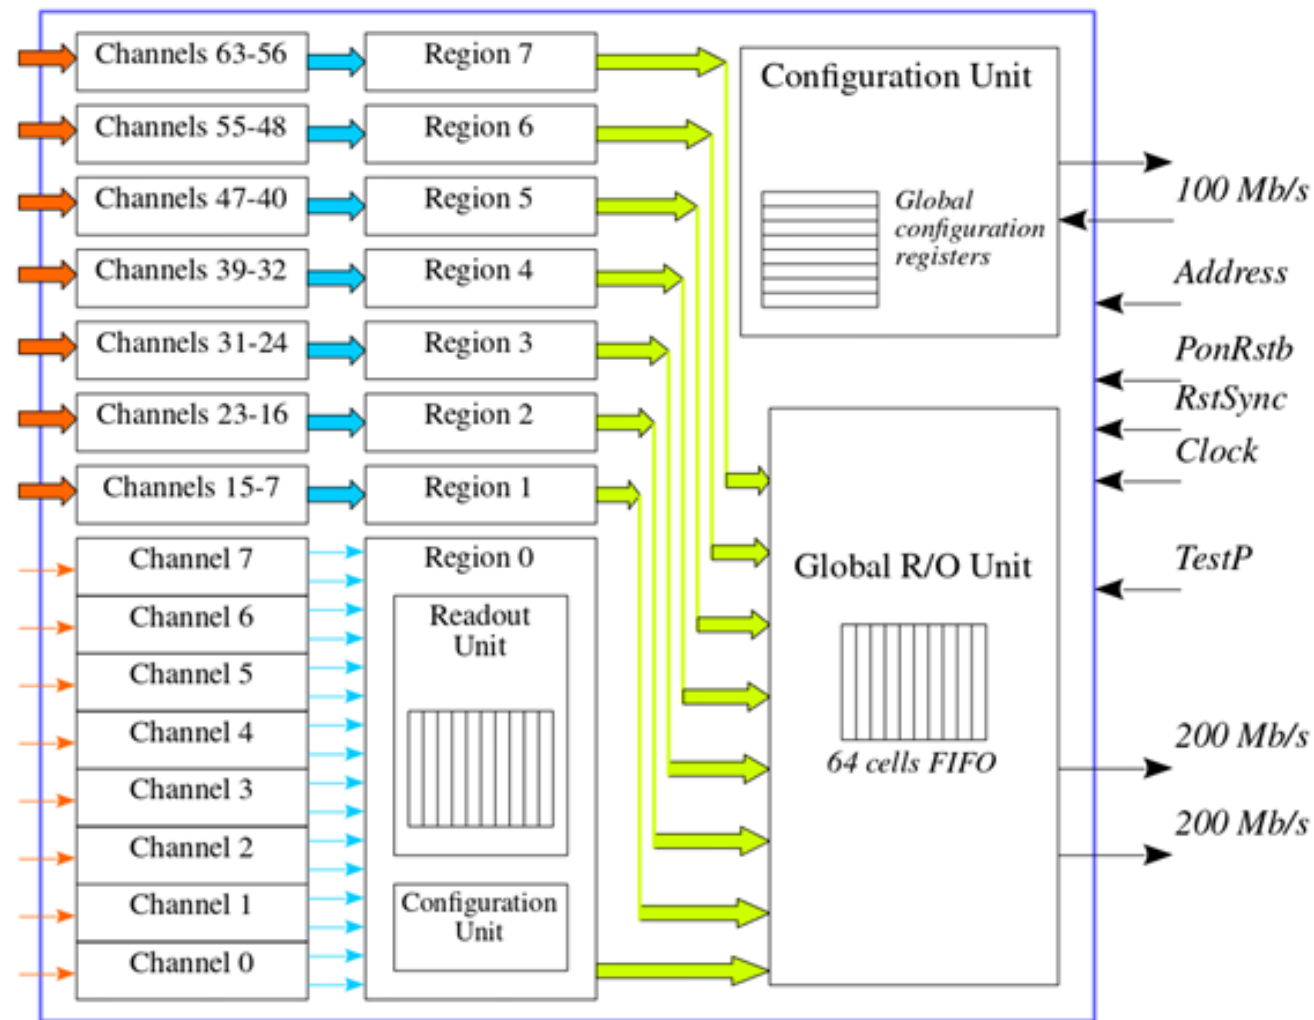 Channels 63-56
Region 7
Channels 55-48
Region 6
Channels 47-40
Region 5
Channels 39-32
Region 4
Channels 31-24
Region 3
Channels 23-16
Region 2
Channels 15-7
Region 1
Channel 7
Channel 6
Channel 5
Channel 4
Channel 3
Channel 2
Channel 1
Channel 0
Region 0
Readout
Unit
Configuration
Unit
Configuration Unit
Global
configuration
registers
Global R/O Unit
64 cells FIFO
100 Mb/s
Address
PonRstb
RstSync
Clock
TestP
200 Mb/s
200 Mb/s